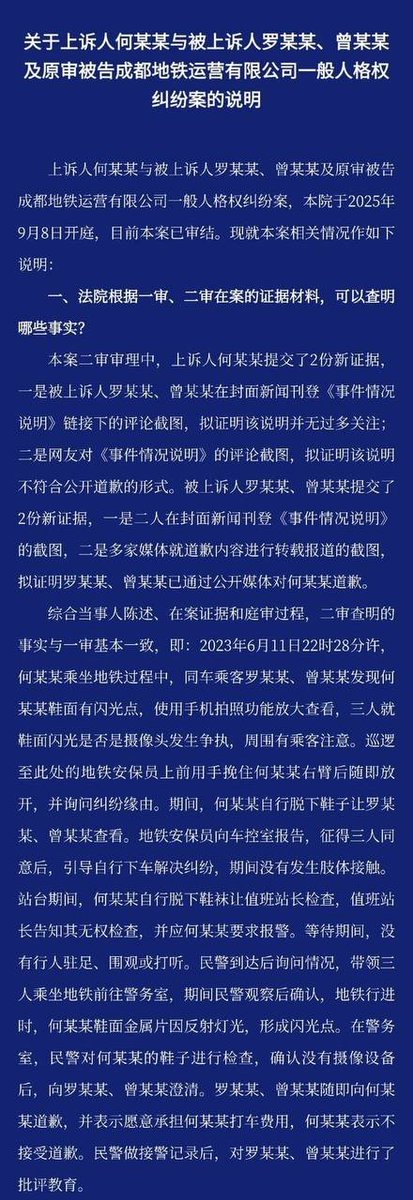 关于上诉人何某某与被上诉人罗某某、曾某某
及原审被告成都地铁运营有限公司一般人格权
纠纷案的说明
上诉人何某某与被上诉人罗某某、曾某某及原审被告
成都地铁运营有限公司一般人格权纠纷案，本院于2025年
9月8日开庭，目前本案已审结。现就本案相关情况作如下
说明：
一、法院根据一审、二审在案的证据材料，可以查明
哪些事实？
本案二审审理中，上诉人何某某提交了2份新证据，
一是被上诉人罗某某、曾某某在封面新闻刊登《事件情况
说明》链接下的评论截图，拟证明该说明并无过多关注；
二是网友对《事件情况说明》的评论截图，拟证明该说明
不符合公开道歉的形式。被上诉人罗某某、曾某某提交了
2份新证据，一是二人在封面新闻刊登《事件情况说明》
的截图，二是多家媒体就道歉内容进行转载报道的截图，
拟证明罗某某、曾某某已通过公开媒体对何某某道歉。
综合当事人陈述、在案证据和庭审过程，二审查明的
事实与一审基本一致，即：2023年6月11日22时28分许，
何某某乘坐地铁过程中，同车乘客罗某某、曾某某发现何
某某鞋面有闪光点，使用手机拍照功能放大查看，三人就
鞋面闪光是否是摄像头发生争执，周围有乘客注意。巡逻
至此处的地铁安保员上前用手挽住何某某右臂后随即放
开，并询问纠纷缘由。期间，何某某自行脱下鞋子让罗某
某、曾某某查看。地铁安保员向车控室报告，征得三人同
意后，引导自行下车解决纠纷，期间没有发生肢体接触。
站台期间，何某某自行脱下鞋袜让值班站长检查，值班站
长告知其无权检查，并应何某某要求报警。等待期间，没
有行人驻足、围观或打听。民警到达后询问情况，带领三
人乘坐地铁前往警务室，期间民警观察后确认，地铁行进
时，何某某鞋面金属片因反射灯光，形成闪光点。在警务
室，民警对何某某的鞋子进行检查，确认没有摄像设备
后，向罗某某、曾某某澄清。罗某某、曾某某随即向何某
某道歉，并表示愿意承担何某某打车费用，何某某表示不
接受道歉。民警做接警记录后，对罗某某、曾某某进行了
批评教育。